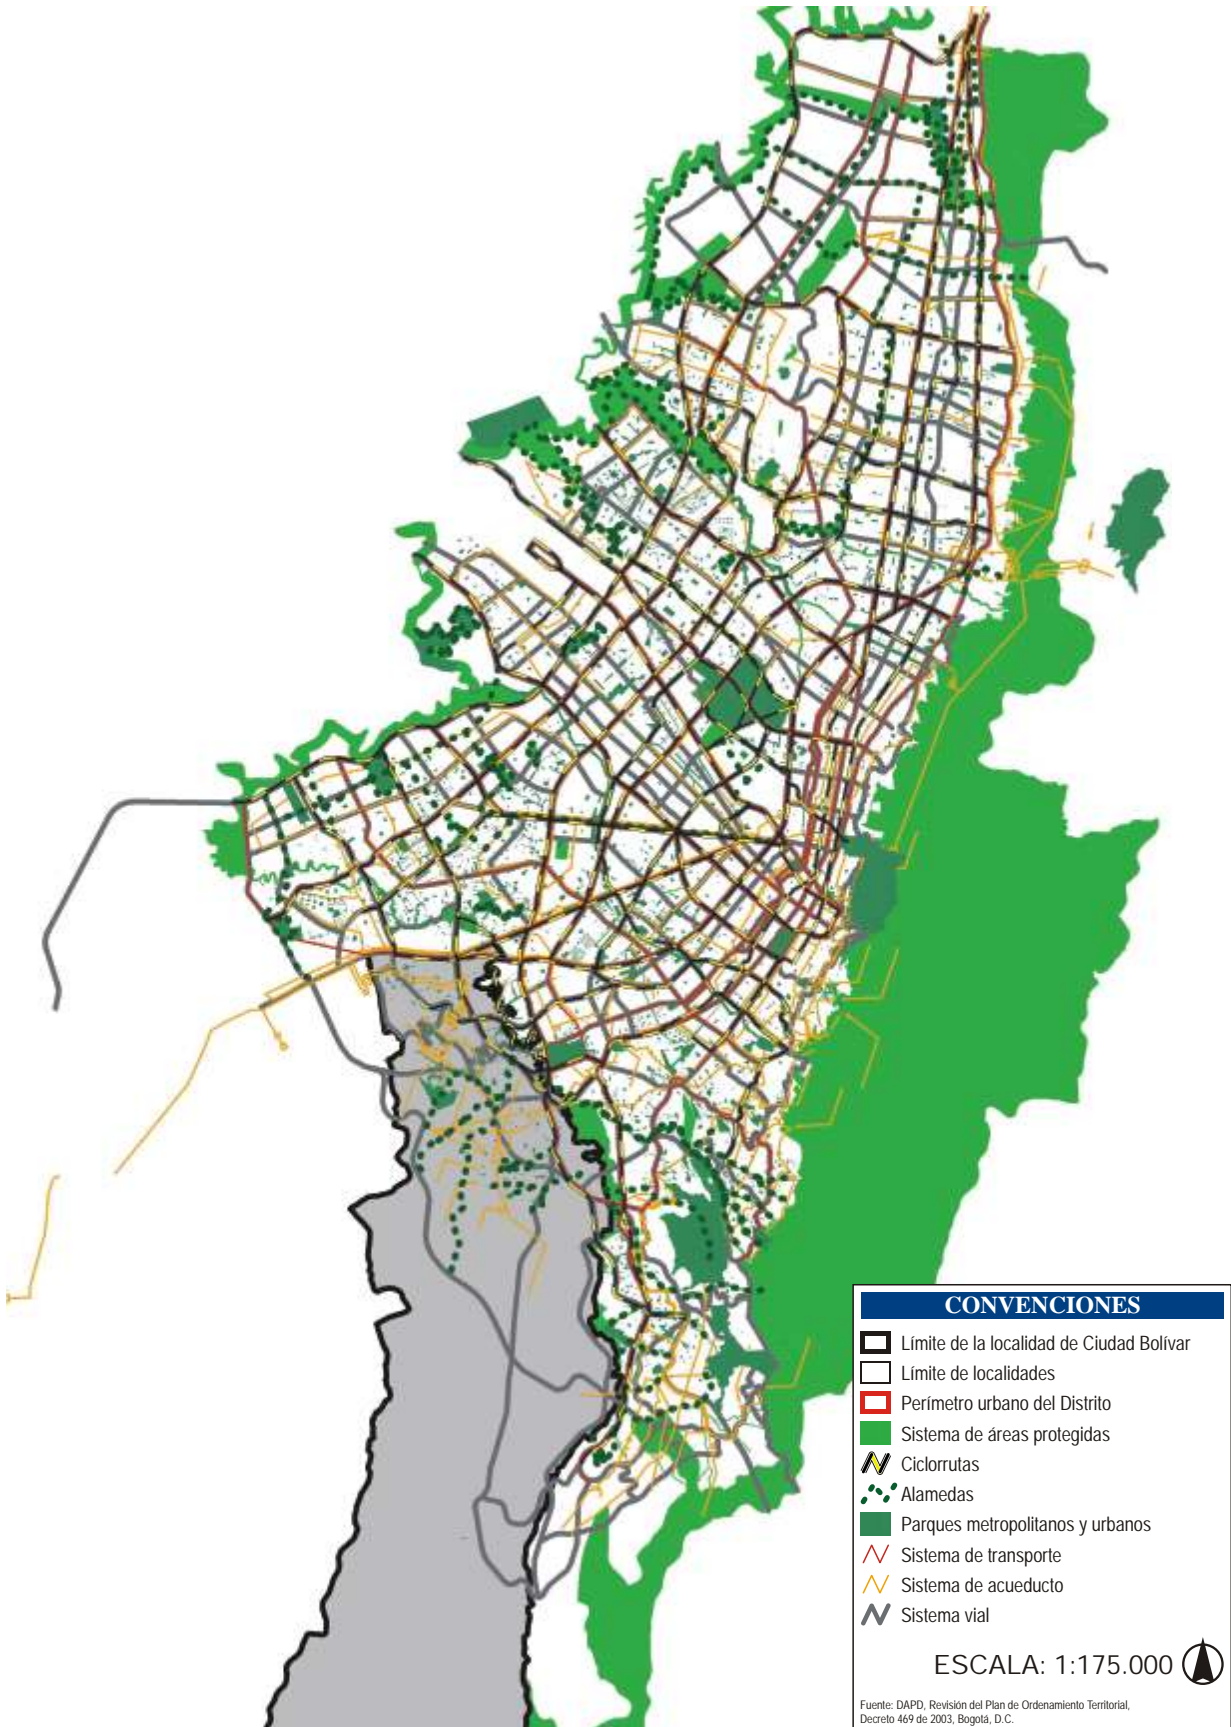 CONVENCIONES
Límite de la localidad de Ciudad Bolívar
Límite de localidades
Perímetro urbano del Distrito
Sistema de áreas protegidas
Ciclorrutas
Alamedas
Parques metropolitanos y urbanos
Sistema de transporte
Sistema de acueducto
Sistema vial
ESCALA: 1:175.000
Fuente: DAPD, Revisión del Plan de Ordenamiento Territorial,
Decreto 469 de 2003, Bogotá, D.C.